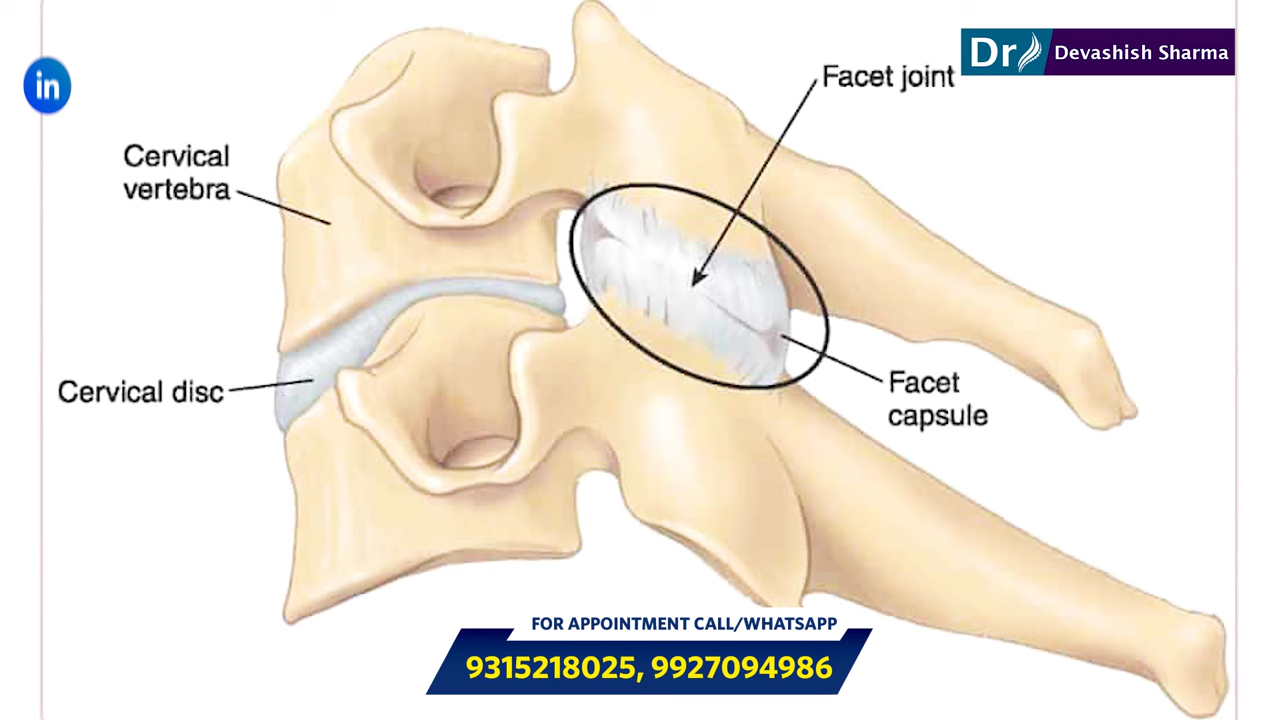 in
Dr Devashish Sharma
Facet joint
Cervical
vertebra
Cervical disc
Facet
capsule
FOR APPOINTMENT CALL/WHATSAPP
9315218025, 9927094986